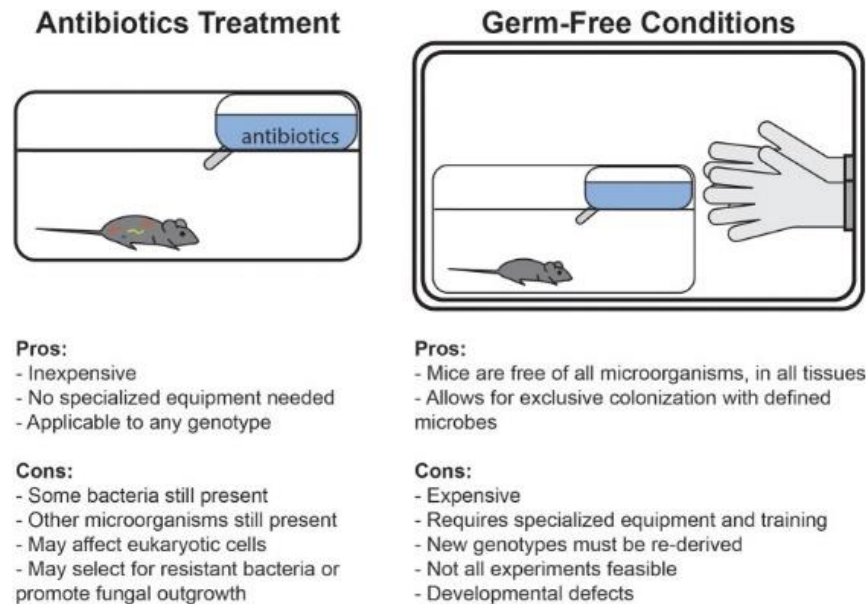 Antibiotics Treatment
antibiotics
Pros:
- Inexpensive
- No specialized equipment needed
- Applicable to any genotype
Cons:
- Some bacteria still present
- Other microorganisms still present
- May affect eukaryotic cells
- May select for resistant bacteria or
promote fungal outgrowth
Germ-Free Conditions
Pros:
- Mice are free of all microorganisms, in all tissues
- Allows for exclusive colonization with defined
microbes
Cons:
- Expensive
- Requires specialized equipment and training
- New genotypes must be re-derived
- Not all experiments feasible
- Developmental defects